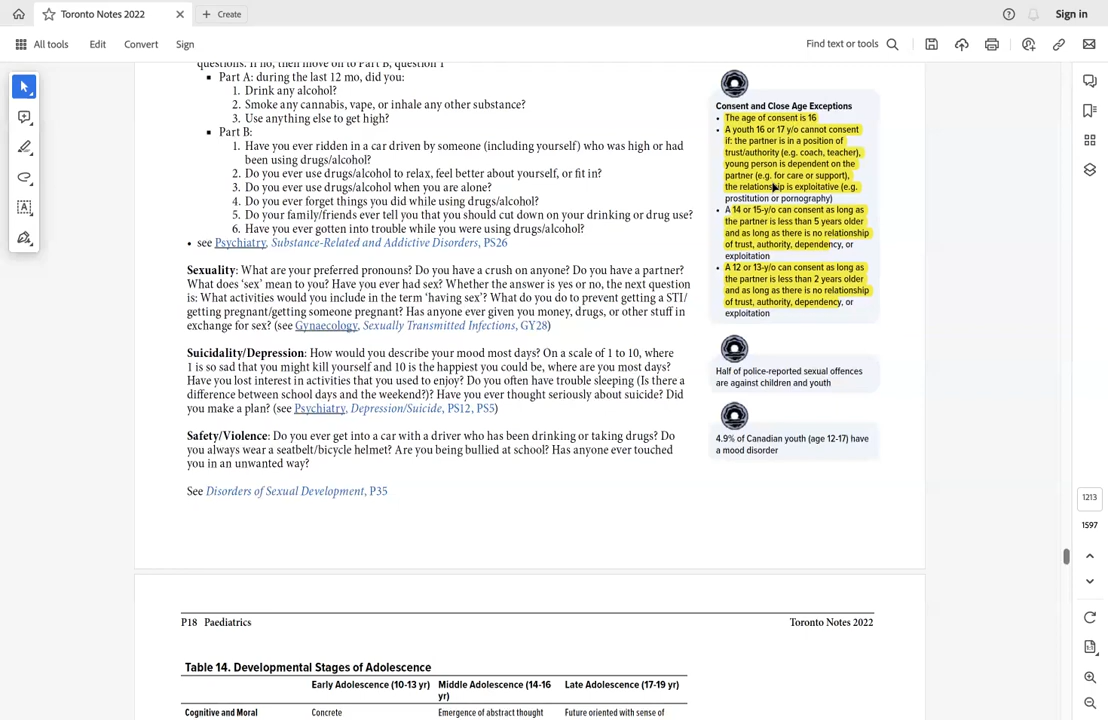 Toronto Notes 2022
Create
Sign in
All tools
Edit
Convert
Sign
Find text or tools
questions. If no, then move on to Part B, question 1
▪ Part A: during the last 12 mo, did you:
1. Drink any alcohol?
2. Smoke any cannabis, vape, or inhale any other substance?
3. Use anything else to get high?
▪ Part B:
1. Have you ever ridden in a car driven by someone (including yourself) who was high or had
been using drugs/alcohol?
2. Do you ever use drugs/alcohol to relax, feel better about yourself, or fit in?
3. Do you ever use drugs/alcohol when you are alone?
4. Do you ever forget things you did while using drugs/alcohol?
5. Do your family/friends ever tell you that you should cut down on your drinking or drug use?
6. Have you ever gotten into trouble while you were using drugs/alcohol?
• see Psychiatry, Substance-Related and Addictive Disorders, PS26
Sexuality: What are your preferred pronouns? Do you have a crush on anyone? Do you have a partner?
What does ‘sex’ mean to you? Have you ever had sex? Whether the answer is yes or no, the next question
is: What activities would you include in the term ‘having sex’? What do you do to prevent getting a STI/
getting pregnant/getting someone pregnant? Has anyone ever given you money, drugs, or other stuff in
exchange for sex? (see Gynaecology, Sexually Transmitted Infections, GY28)
Suicidality/Depression: How would you describe your mood most days? On a scale of 1 to 10, where
1 is so sad that you might kill yourself and 10 is the happiest you could be, where are you most days?
Have you lost interest in activities that you used to enjoy? Do you often have trouble sleeping (Is there a
difference between school days and the weekend?)? Have you ever thought seriously about suicide? Did
you make a plan? (see Psychiatry, Depression/Suicide, PS12, PS5)
Safety/Violence: Do you ever get into a car with a driver who has been drinking or taking drugs? Do
you always wear a seatbelt/bicycle helmet? Are you being bullied at school? Has anyone ever touched
you in an unwanted way?
See Disorders of Sexual Development, P35
Consent and Close Age Exceptions
• The age of consent is 16
• A youth 16 or 17 y/o cannot consent
if: the partner is in a position of
trust/authority (e.g. coach, teacher),
young person is dependent on the
partner (e.g. for care or support),
the relationship is exploitative (e.g.
prostitution or pornography)
• A 14 or 15-y/o can consent as long as
the partner is less than 5 years older
and as long as there is no relationship
of trust, authority, dependency, or
exploitation
• A 12 or 13-y/o can consent as long as
the partner is less than 2 years older
and as long as there is no relationship
of trust, authority, dependency, or
exploitation
Half of police-reported sexual offences
are against children and youth
4.9% of Canadian youth (age 12-17) have
a mood disorder
1213
1597
P18 Paediatrics
Toronto Notes 2022
Table 14. Developmental Stages of Adolescence
Early Adolescence (10-13 yr)
Middle Adolescence (14-16
yr)
Late Adolescence (17-19 yr)
Cognitive and Moral
Concrete
Emergence of abstract thought
Future oriented with sense of